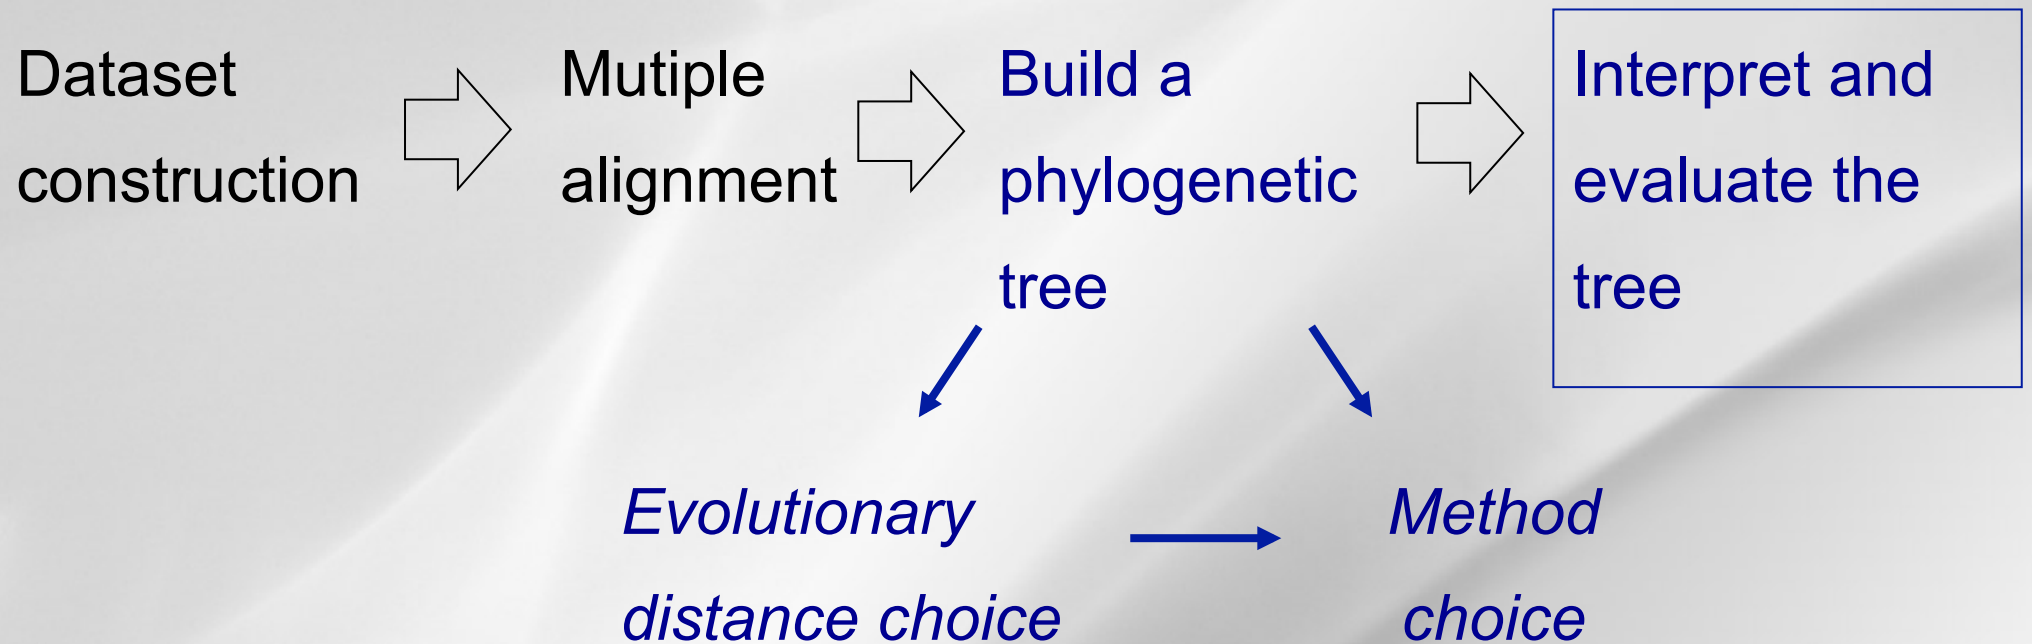 Dataset
construction
Mutiple
alignment
Build a
phylogenetic
tree
Interpret and
evaluate the
tree
Evolutionary
distance choice
Method
choice